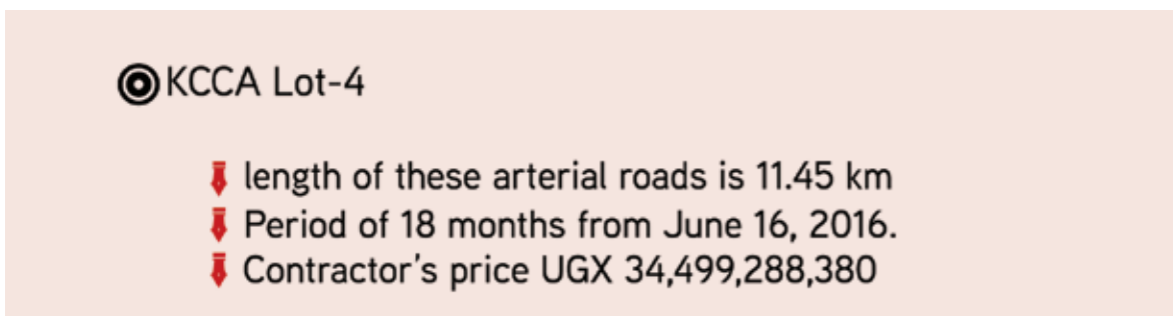 KCCA Lot-4
length of these arterial roads is 11.45 km
Period of 18 months from June 16, 2016.
Contractor's price UGX 34,499,288,380